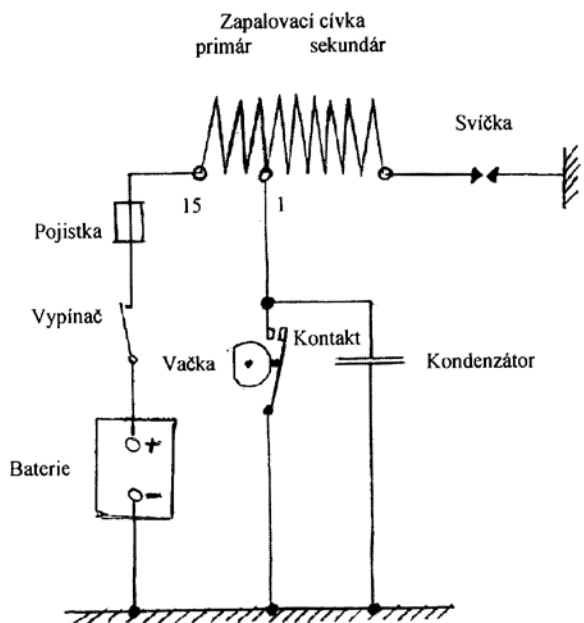 Zapalovací cívka
primár sekundár
Svíčka
15 1
Pojistka
Vypínač
Kontakt
Vačka
Kondenzátor
+
Baterie
-